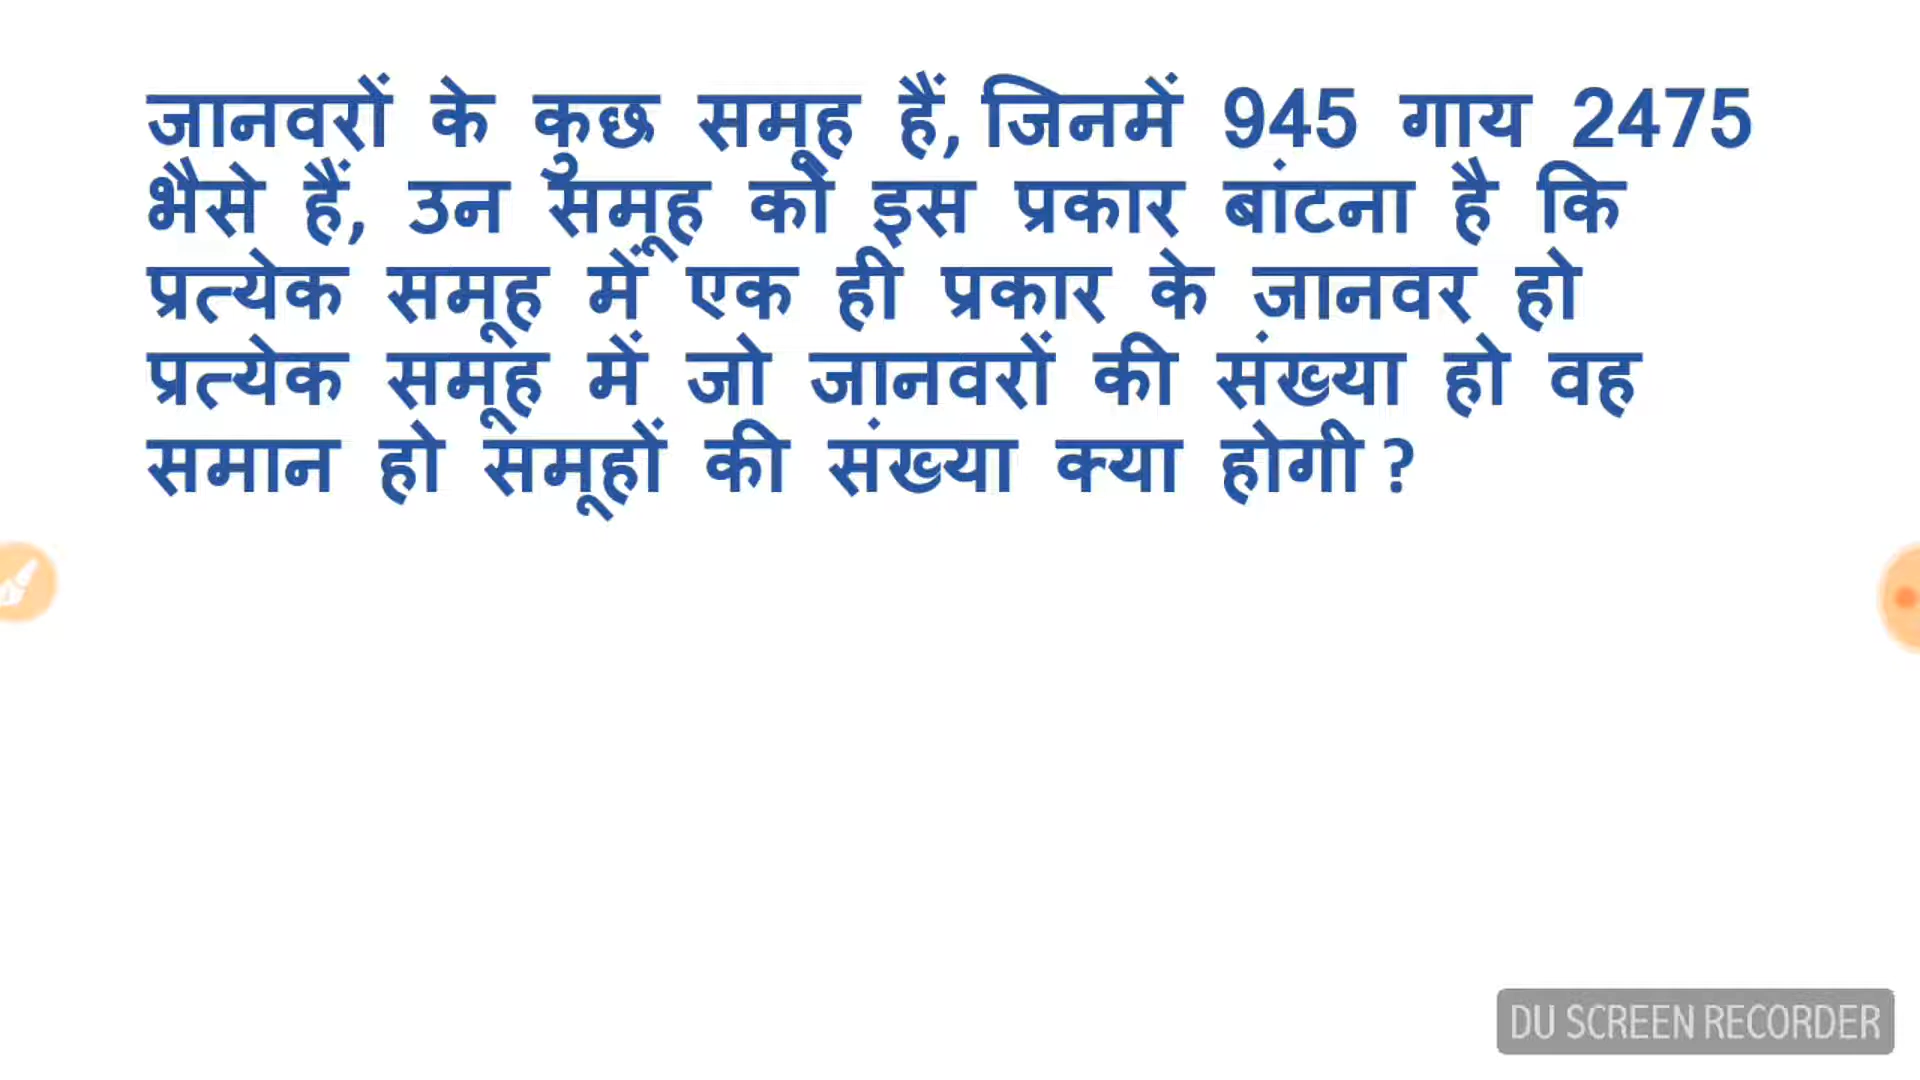 जानवरों के कुछ समूह हैं, जिनमें 945 गाय 2475
भैसे हैं, उन समूह को इस प्रकार बांटना है कि
प्रत्येक समूह में एक ही प्रकार के जानवर हो
प्रत्येक समूह में जो जानवरों की संख्या हो वह
समान हो समूहों की संख्या क्या होगी ?
DU SCREEN RECORDER